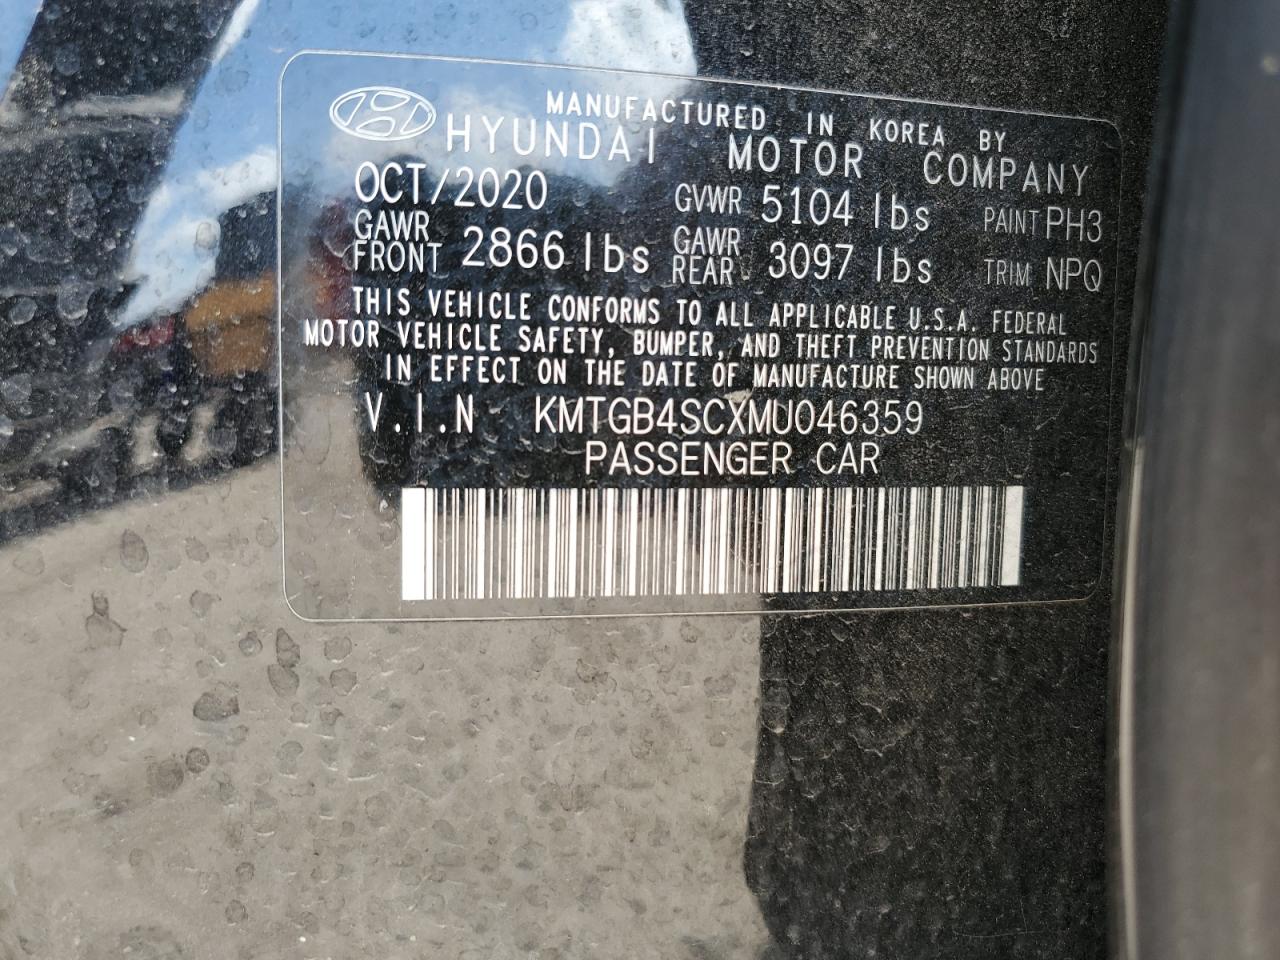 MANUFACTURED IN KOREA BY
HYUNDAI MOTOR COMPANY
OCT/2020 GVWR 5104 lbs PAINT PH3
GAWR FRONT 2866 lbs GAWR REAR 3097 lbs TRIM NPQ
THIS VEHICLE CONFORMS TO ALL APPLICABLE U.S.A. FEDERAL
MOTOR VEHICLE SAFETY, BUMPER, AND THEFT PREVENTION STANDARDS
IN EFFECT ON THE DATE OF MANUFACTURE SHOWN ABOVE
V.I.N KMTGB4SCXMU046359
PASSENGER CAR